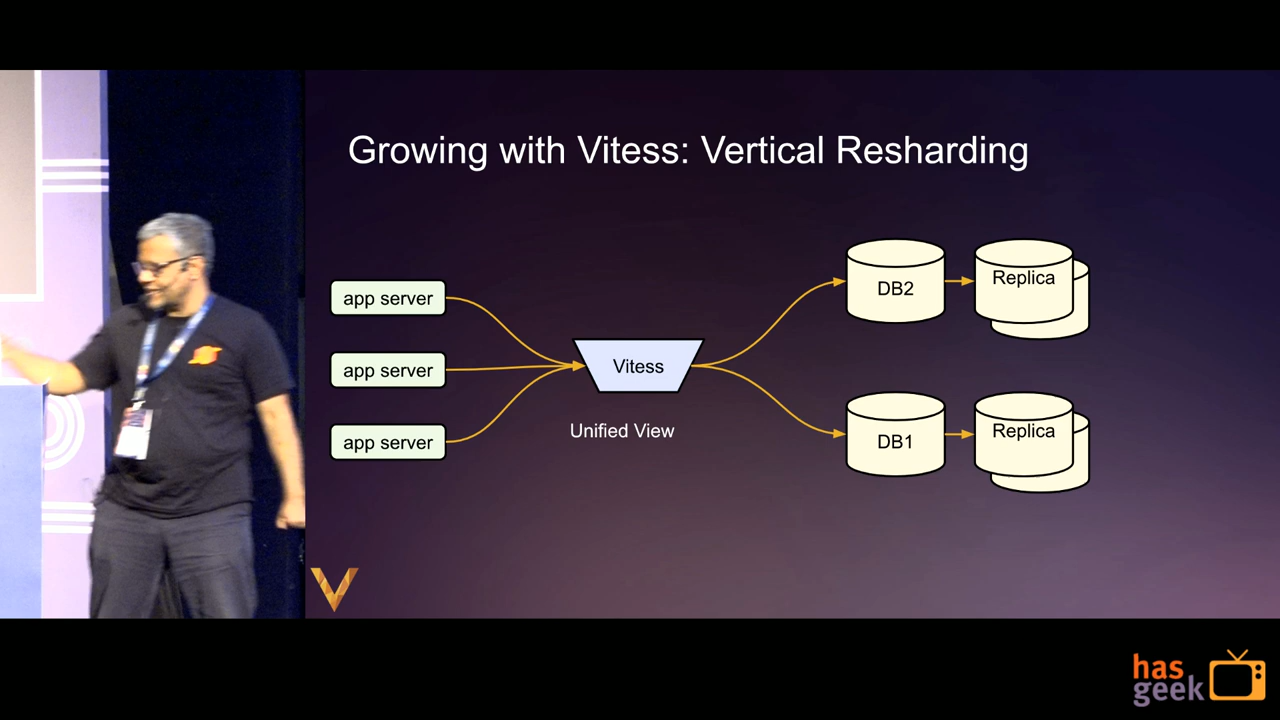 Growing with Vitess: Vertical Resharding
app server
app server
app server
Vitess
Unified View
DB2
Replica
DB1
Replica
has
geek